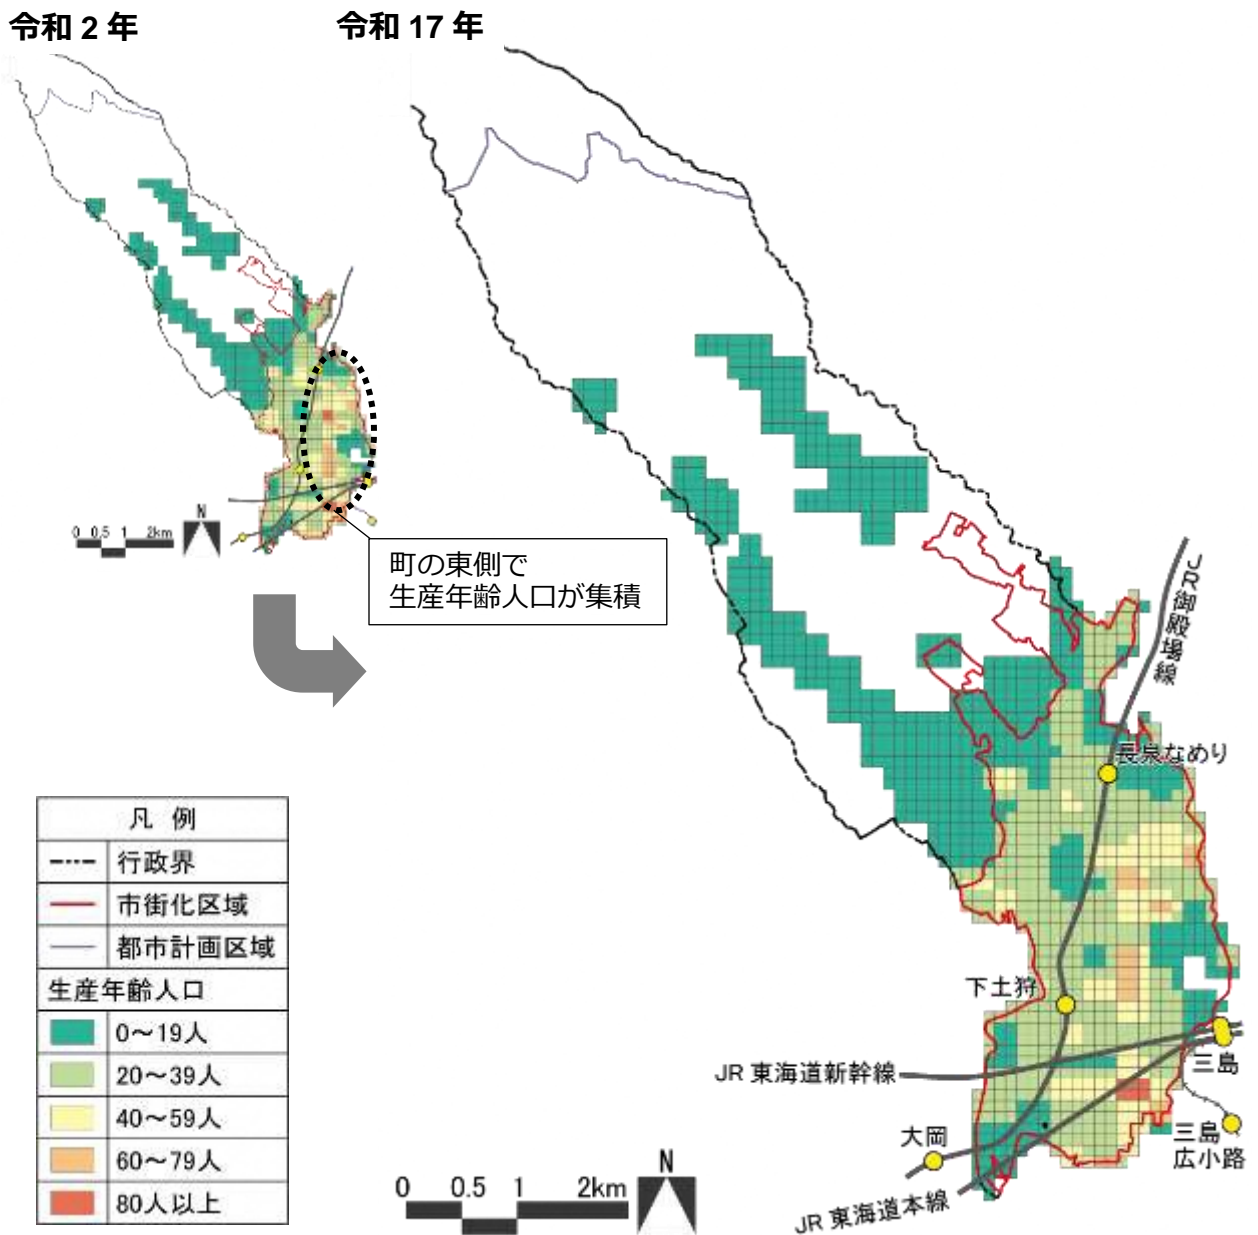 令和 2 年
令和 17 年
N
0 0.5 1 2km
町の東側で
生産年齢人口が集積
JR御殿場線
長泉なめり
下土狩
JR 東海道新幹線
三島
大岡
三島
広小路
JR 東海道本線
凡 例
行政界
市街化区域
都市計画区域
生産年齢人口
0～19人
20～39人
40～59人
60～79人
80人以上
0 0.5 1 2km
N